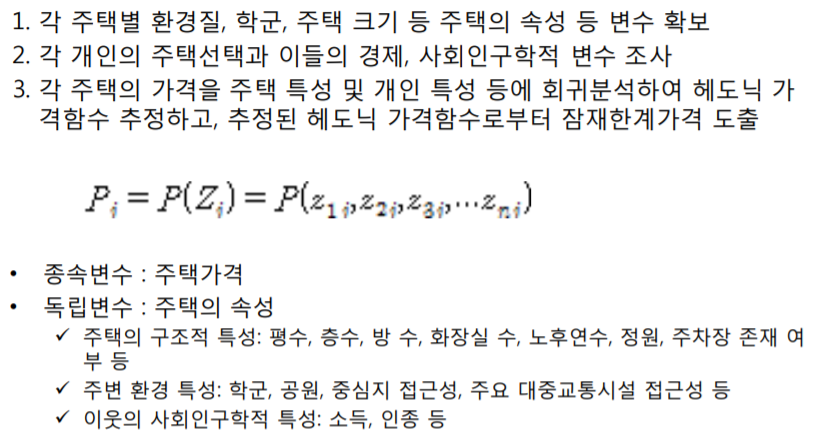 1. 각 주택별 환경질, 학군, 주택 크기 등 주택의 속성 등 변수 확보
2. 각 개인의 주택선택과 이들의 경제, 사회인구학적 변수 조사
3. 각 주택의 가격을 주택 특성 및 개인 특성 등에 회귀분석하여 헤도닉 가
격함수 추정하고, 추정된 헤도닉 가격함수로부터 잠재한계가격 도출
P_i = P(Z_i) = P(z_{1i}, z_{2i}, z_{3i}, ⋯ z_{ni})
• 종속변수 : 주택가격
• 독립변수 : 주택의 속성
✓ 주택의 구조적 특성: 평수, 층수, 방 수, 화장실 수, 노후연수, 정원, 주차장 존재 여
부 등
✓ 주변 환경 특성: 학군, 공원, 중심지 접근성, 주요 대중교통시설 접근성 등
✓ 이웃의 사회인구학적 특성: 소득, 인종 등